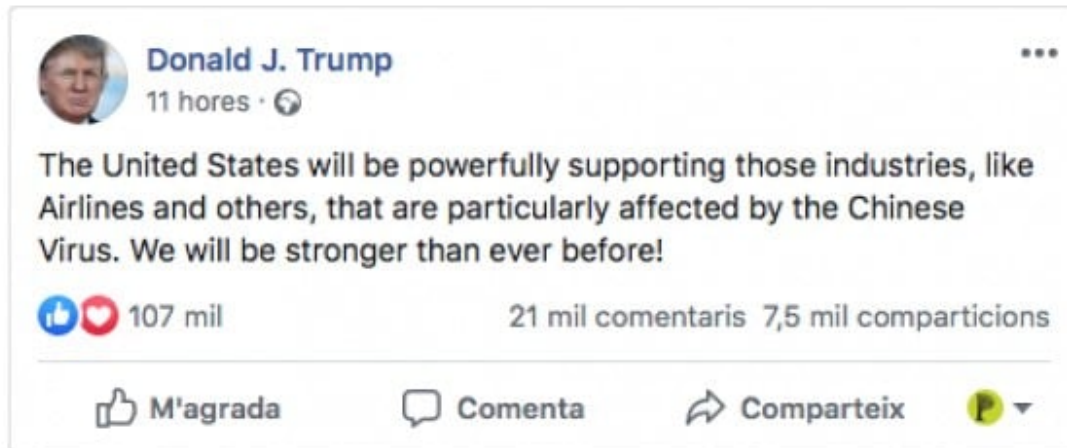 Donald J. Trump
11 hores ·
The United States will be powerfully supporting those industries, like
Airlines and others, that are particularly affected by the Chinese
Virus. We will be stronger than ever before!
107 mil
21 mil comentaris 7,5 mil comparticions
M'agrada
Comenta
Comparteix